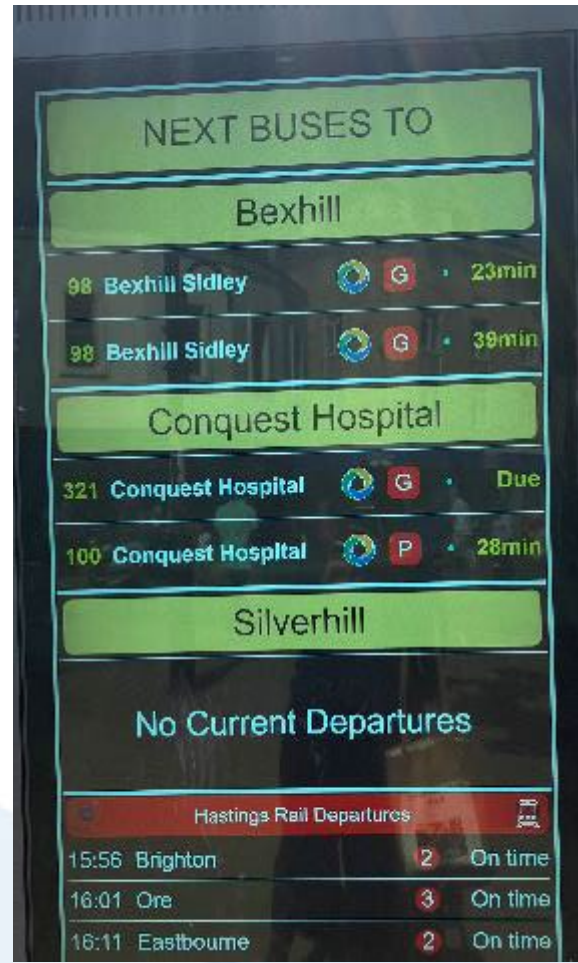 NEXT BUSES TO
Bexhill
98 Bexhill Sidley G 23min
98 Bexhill Sidley G 39min
Conquest Hospital
321 Conquest Hospital G Due
100 Conquest Hospital P 28min
Silverhill
No Current Departures
Hastings Rail Departures
15:56 Brighton 2 On time
16:01 Ore 3 On time
16:11 Eastbourne 2 On time